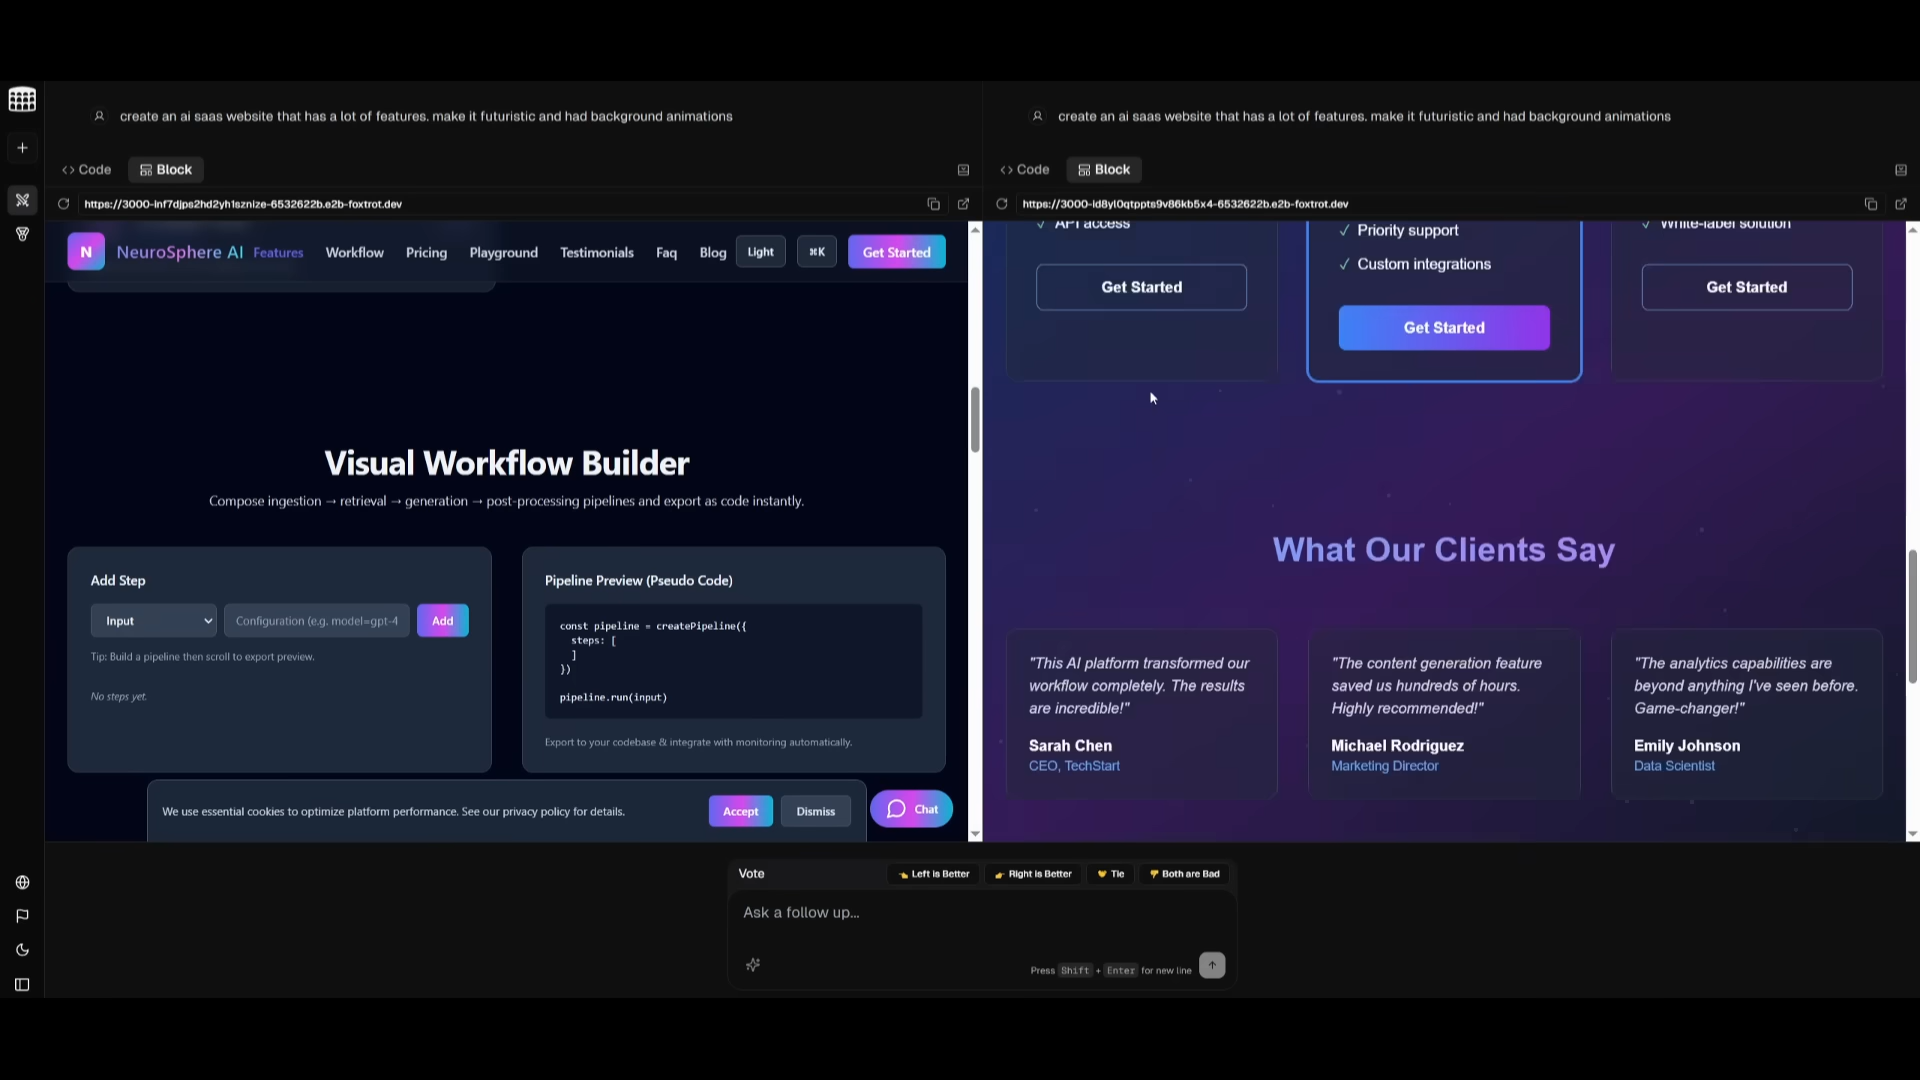 create an ai saas website that has a lot of features. make it futuristic and had background animations
Code
Block
https://3000-inf7djps2hd2yh1sznize-6532622b.e2b-foxtrot.dev
N
NeuroSphere AI
Features
Workflow
Pricing
Playground
Testimonials
Faq
Blog
Light
⌘K
Get Started
Visual Workflow Builder
Compose ingestion → retrieval → generation → post-processing pipelines and export as code instantly.
Add Step
Input
Configuration (e.g. model=gpt-4
Add
Tip: Build a pipeline then scroll to export preview.
No steps yet.
Pipeline Preview (Pseudo Code)
const pipeline = createPipeline({
steps: [
]
})
pipeline.run(input)
Export to your codebase & integrate with monitoring automatically.
We use essential cookies to optimize platform performance. See our privacy policy for details.
Accept
Dismiss
Chat
create an ai saas website that has a lot of features. make it futuristic and had background animations
Code
Block
https://3000-id8yl0qtppts9v86kb5x4-6532622b.e2b-foxtrot.dev
✓ API access
Get Started
✓ Priority support
✓ Custom integrations
Get Started
✓ White-label solution
Get Started
What Our Clients Say
"This AI platform transformed our
workflow completely. The results
are incredible!"
Sarah Chen
CEO, TechStart
"The content generation feature
saved us hundreds of hours.
Highly recommended!"
Michael Rodriguez
Marketing Director
"The analytics capabilities are
beyond anything I've seen before.
Game-changer!"
Emily Johnson
Data Scientist
Vote
Left is Better
Right is Better
Tie
Both are Bad
Ask a follow up...
Press Shift + Enter for new line